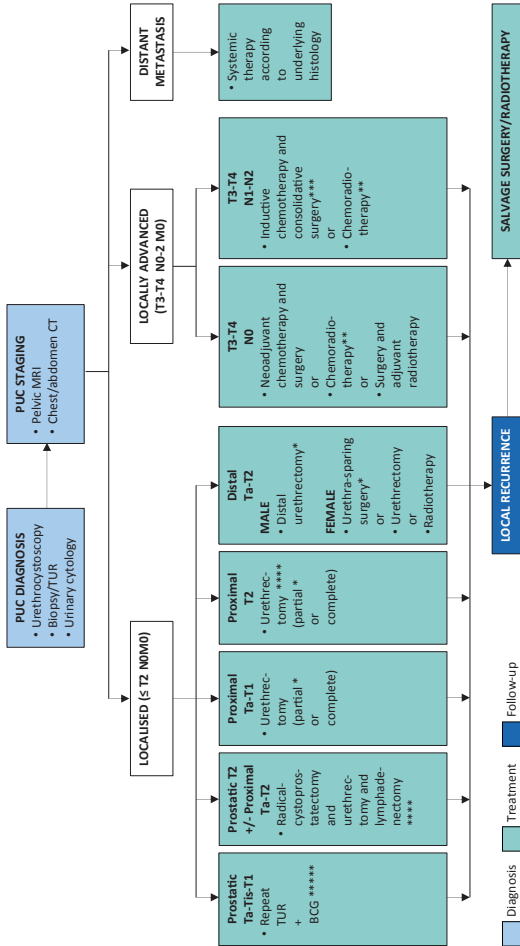 PUC DIAGNOSIS
• Urethrocystoscopy
• Biopsy/TUR
• Urinary cytology
PUC STAGING
• Pelvic MRI
• Chest/abdomen CT
LOCALISED (≤ T2 N0M0)
LOCALLY ADVANCED
(T3-T4 N0-2 M0)
DISTANT
METASTASIS
Prostatic
Ta-Tis-T1
• Repeat
TUR
+
BCG *****
Prostatic T2
+/- Proximal
Ta-T2
• Radical-
cystopros-
tatectomy
and
urethrec-
tomy and
lymphade-
nectomy
****
Proximal
Ta-T1
• Urethrec-
tomy
(partial *
or
complete)
Proximal
T2
• Urethrec-
tomy ****
(partial *
or
complete)
Distal
Ta-T2
MALE
• Distal
urethrectomy*
FEMALE
• Urethra-sparing
surgery*
or
• Urethrectomy
or
• Radiotherapy
T3-T4
N0
• Neoadjuvant
chemotherapy and
surgery
or
• Chemoradio-
therapy**
or
• Surgery and
adjuvant
radiotherapy
T3-T4
N1-N2
• Inductive
chemotherapy and
consolidative
surgery***
or
• Chemoradio-
therapy**
• Systemic
therapy
according
to
underlying
histology
LOCAL RECURRENCE
SALVAGE SURGERY/RADIOTHERAPY
Diagnosis
Treatment
Follow-up